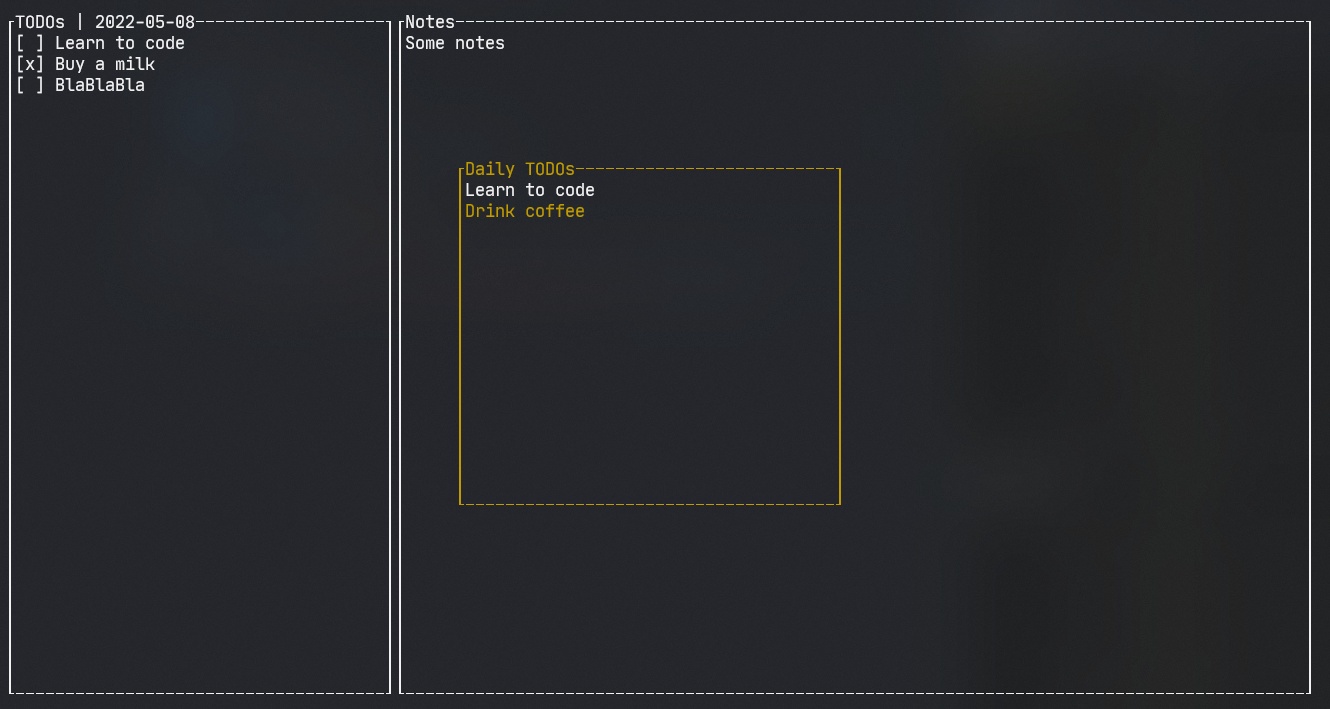 TODOs | 2022-05-08
[ ] Learn to code
[x] Buy a milk
[ ] BlaBlaBla
Notes
Some notes
Daily TODOs
Learn to code
Drink coffee